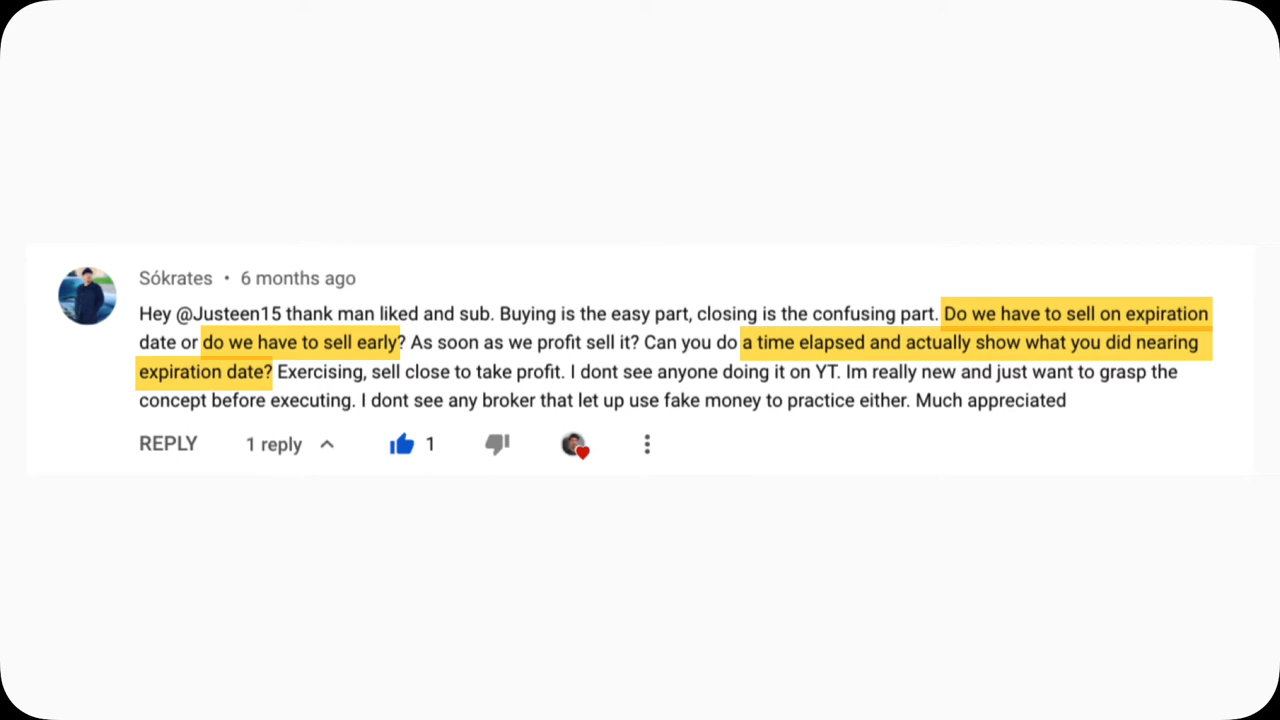 Sókrates • 6 months ago
Hey @Justeen15 thank man liked and sub. Buying is the easy part, closing is the confusing part. Do we have to sell on expiration
date or do we have to sell early? As soon as we profit sell it? Can you do a time elapsed and actually show what you did nearing
expiration date? Exercising, sell close to take profit. I dont see anyone doing it on YT. Im really new and just want to grasp the
concept before executing. I dont see any broker that let up use fake money to practice either. Much appreciated
REPLY 1 reply 1